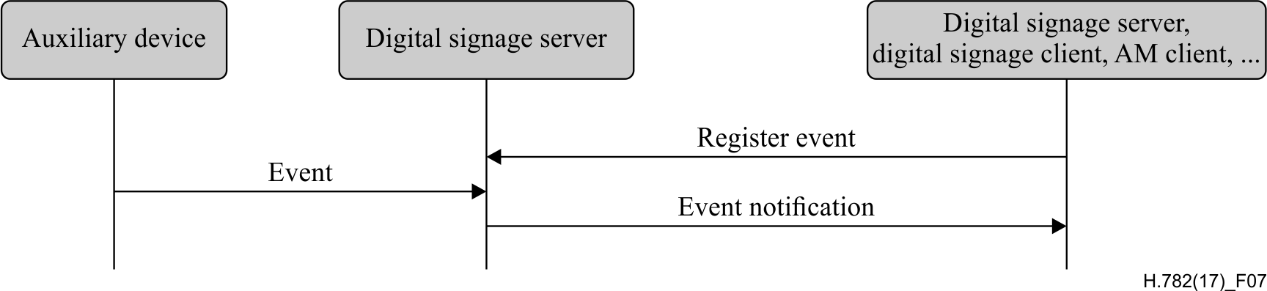 Auxiliary device
Digital signage server
Digital signage server,
digital signage client, AM client, ...
Register event
Event
Event notification
H.782(17)_F07